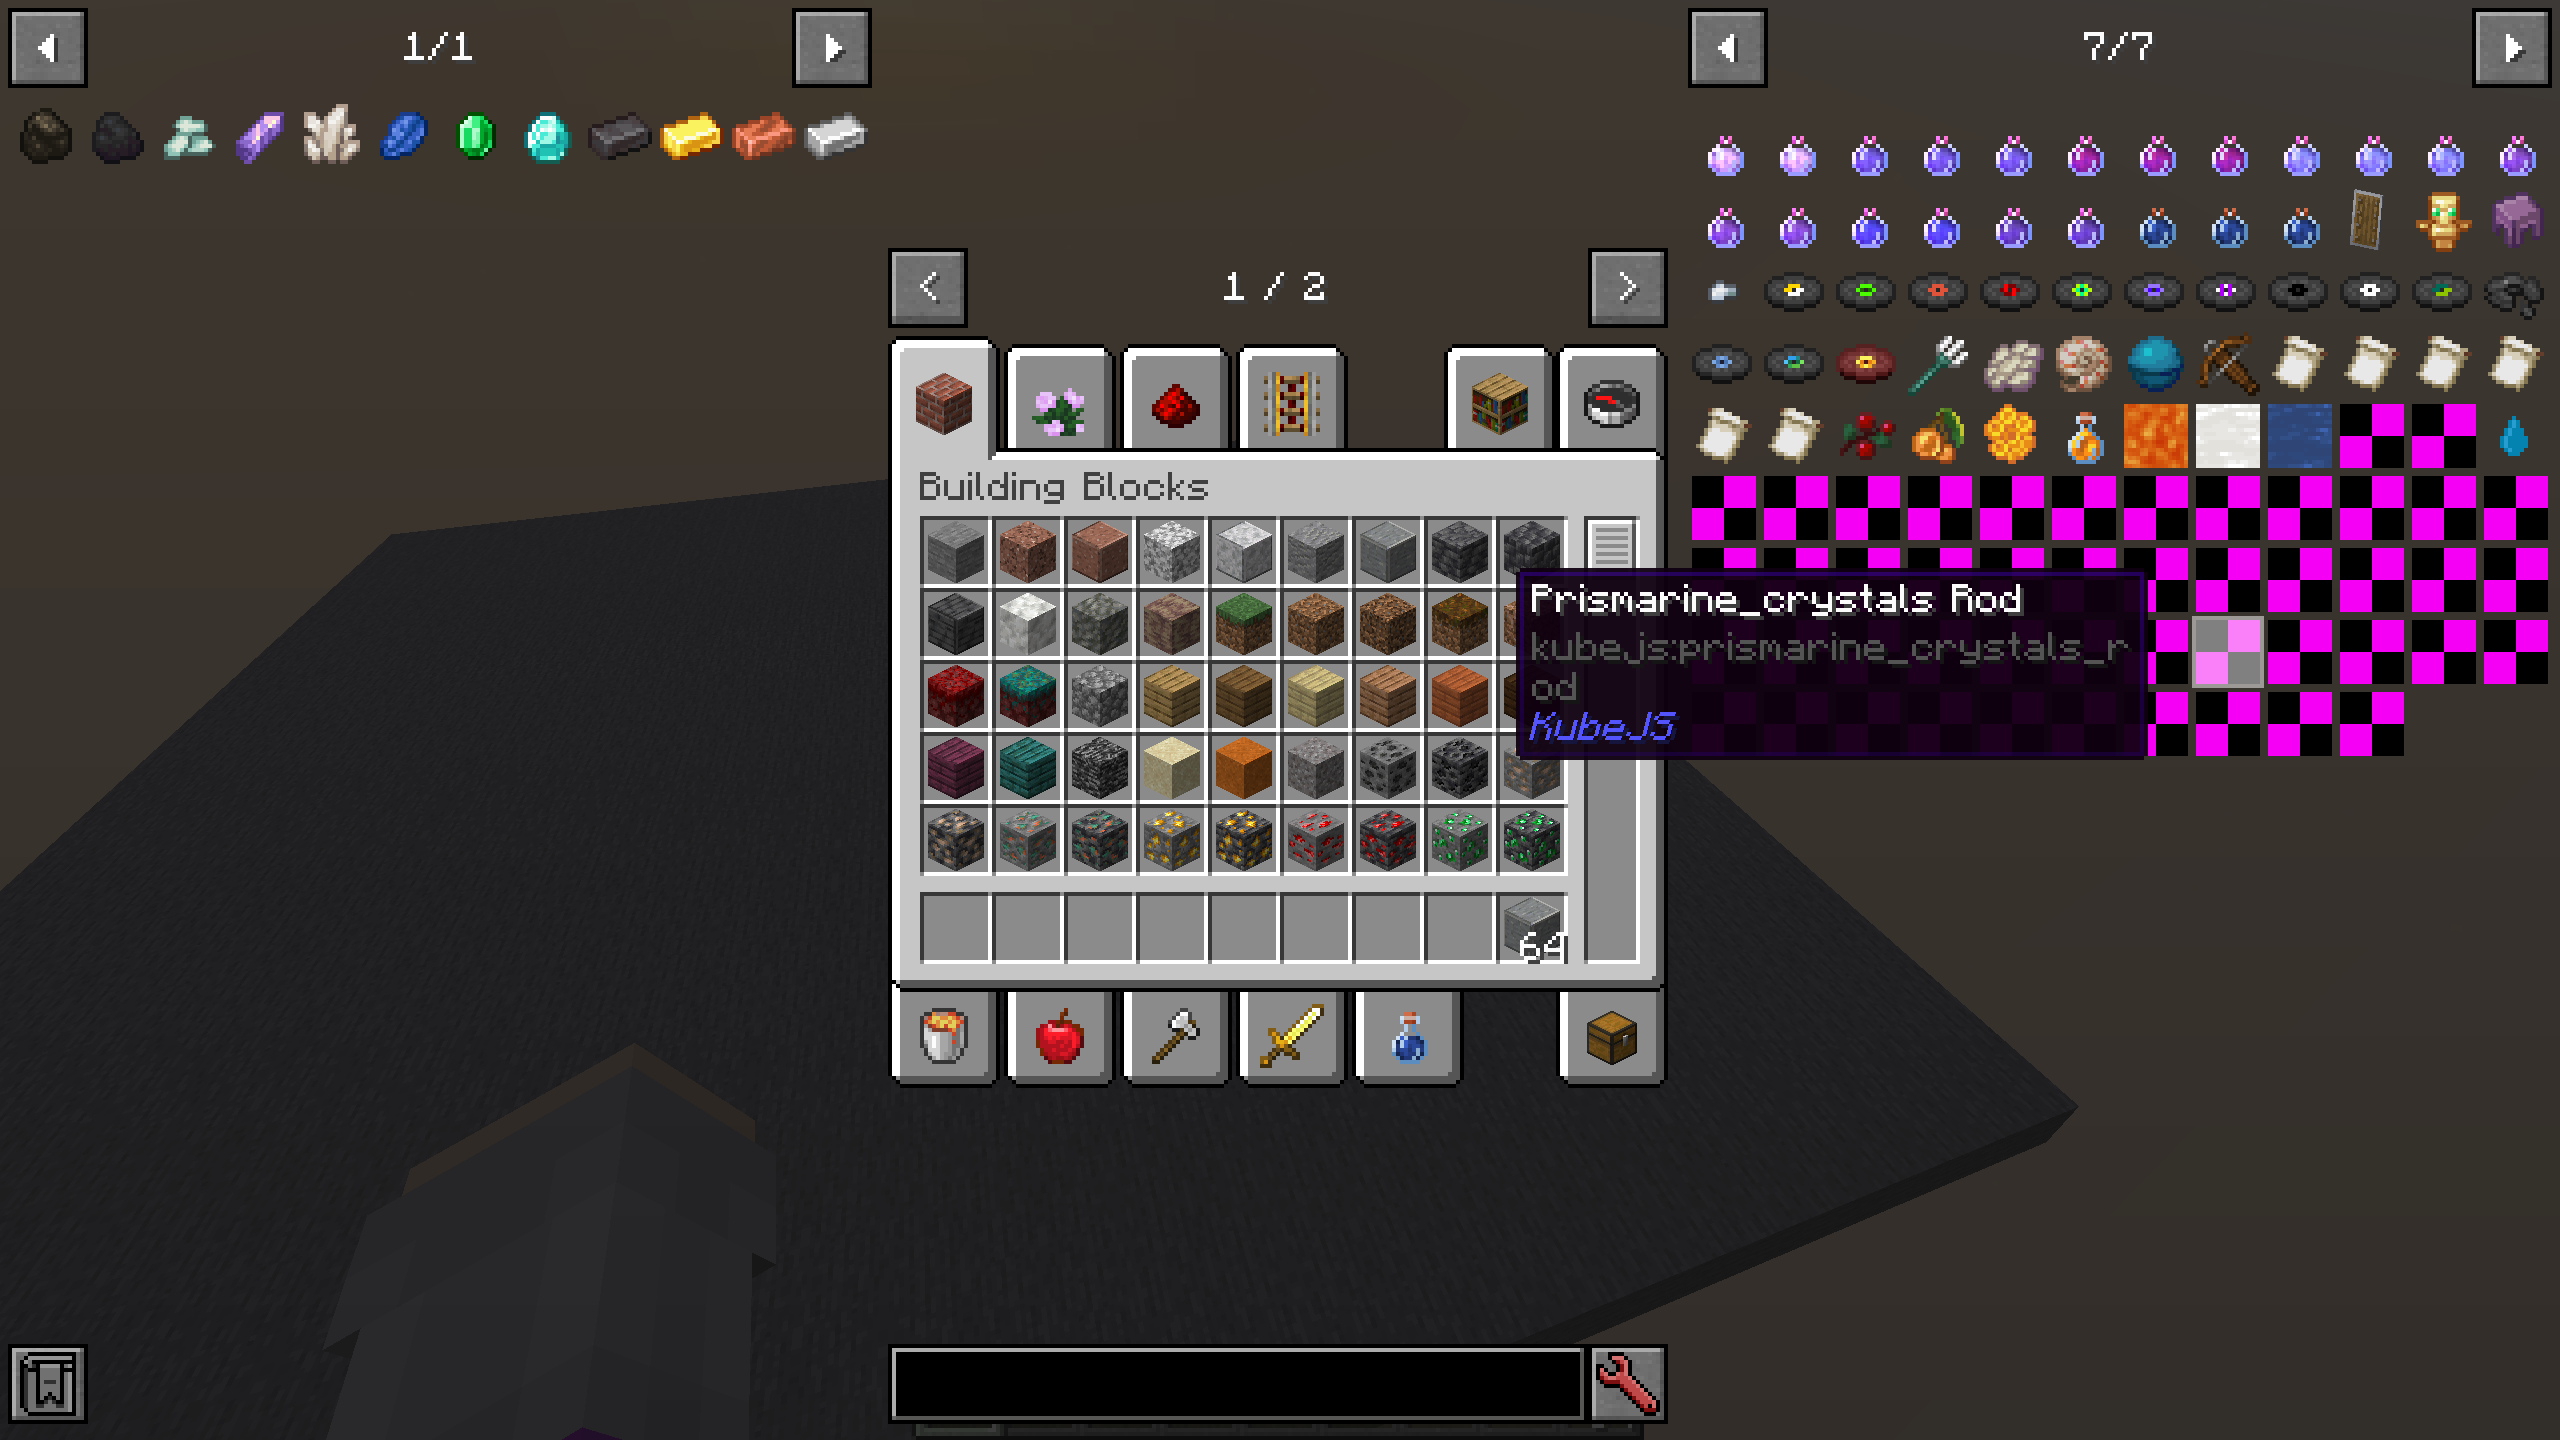 1/1
7/7
1 / 2
Building Blocks
Prismarine_crystals Rod
kubejs:prismarine_crystals_r
od
KubeJS
64